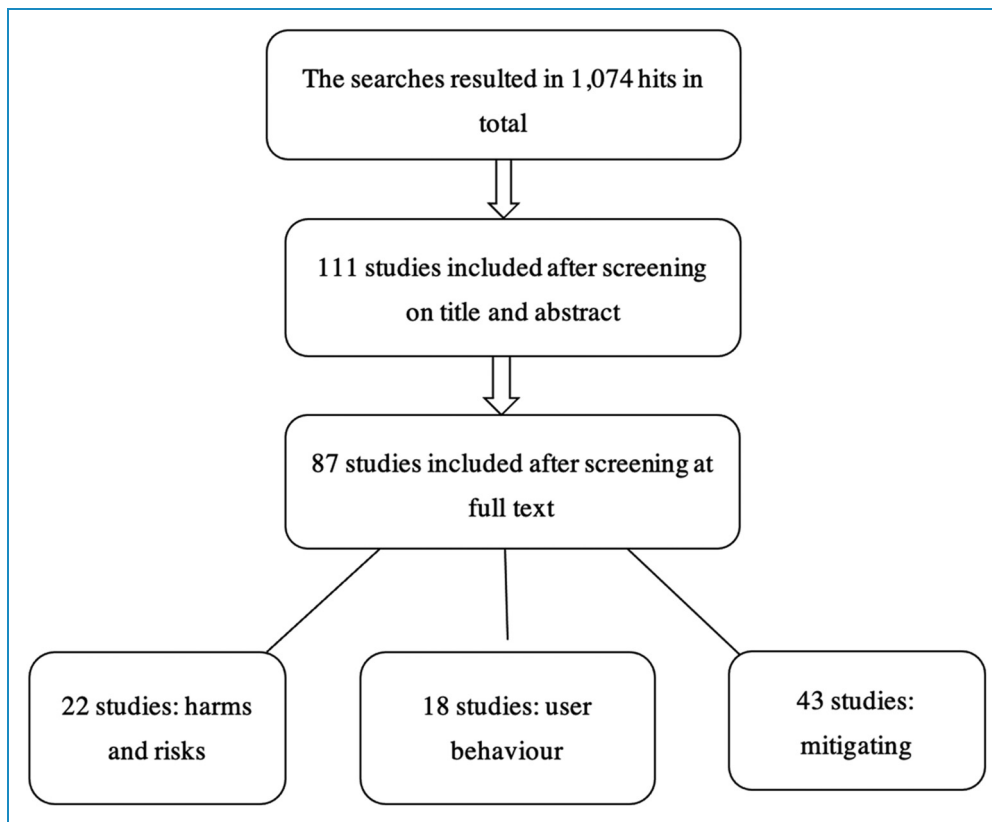 The searches resulted in 1,074 hits in
total
111 studies included after screening
on title and abstract
87 studies included after screening at
full text
22 studies: harms
and risks
18 studies: user
behaviour
43 studies:
mitigating